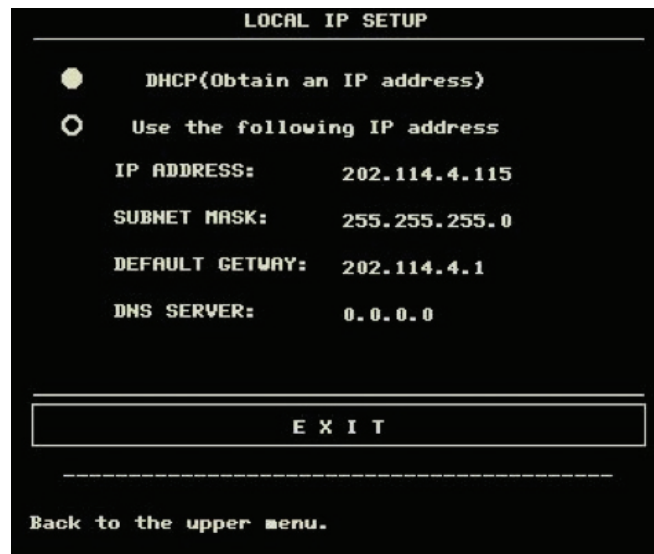 LOCAL IP SETUP
DHCP(Obtain an IP address)
Use the following IP address
IP ADDRESS: 202.114.4.115
SUBNET MASK: 255.255.255.0
DEFAULT GETWAY: 202.114.4.1
DNS SERVER: 0.0.0.0
E X I T
Back to the upper menu.